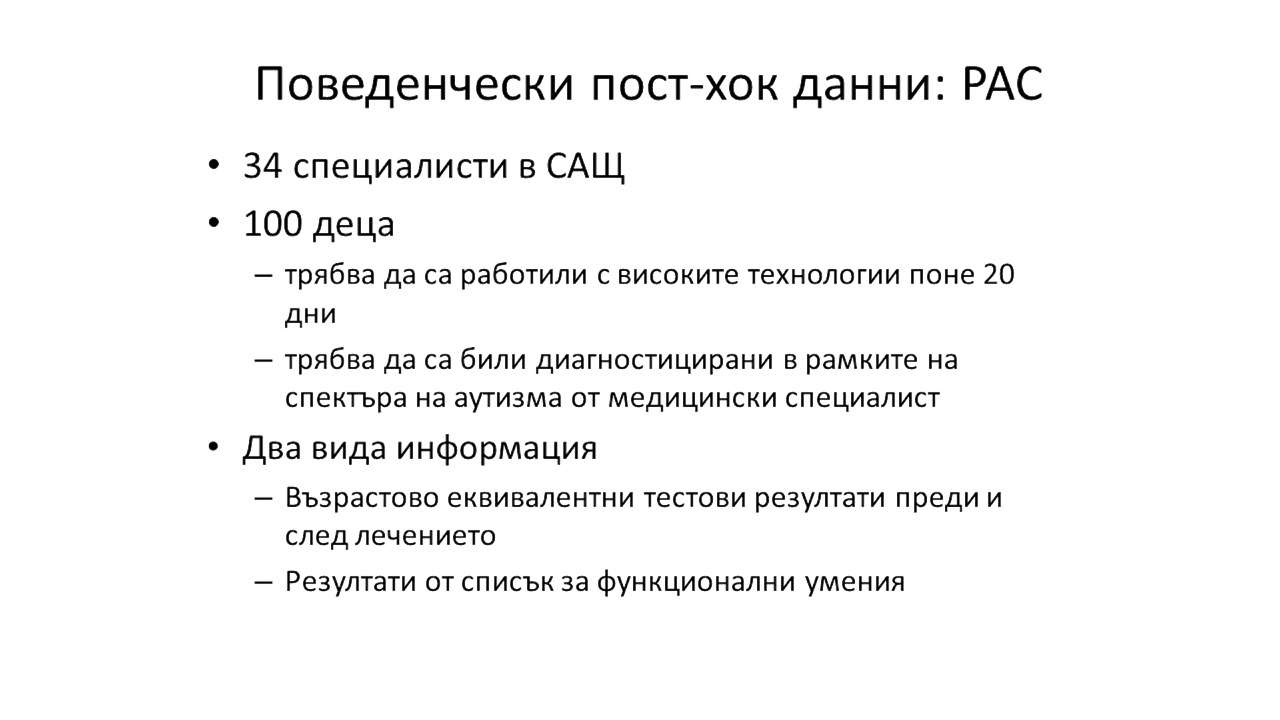 Поведенчески пост-хок данни: РАС
• 34 специалисти в САЩ
• 100 деца
– трябва да са работили с високите технологии поне 20
дни
– трябва да са били диагностицирани в рамките на
спектъра на аутизма от медицински специалист
• Два вида информация
– Възрастово еквивалентни тестови резултати преди и
след лечението
– Резултати от списък за функционални умения